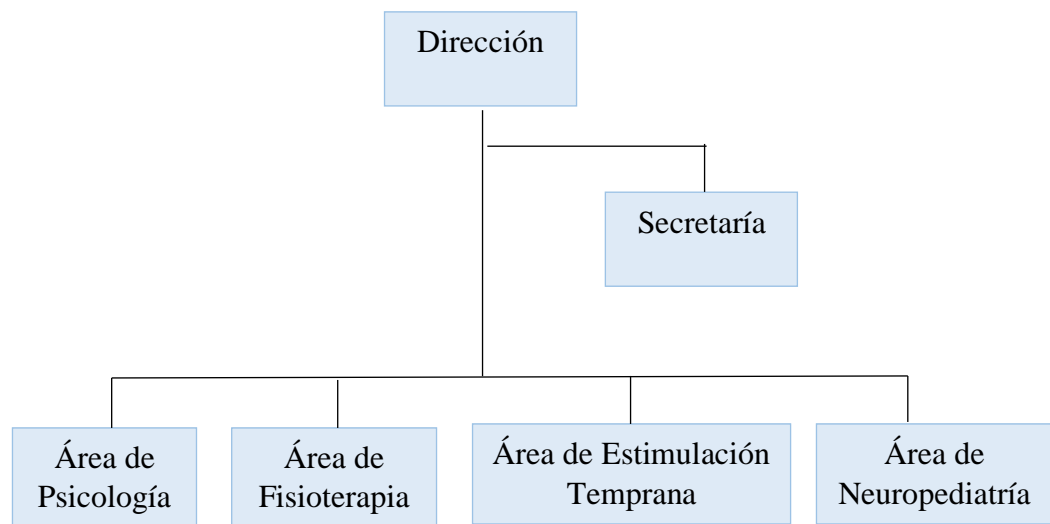 Dirección
Secretaría
Área de
Psicología
Área de
Fisioterapia
Área de Estimulación
Temprana
Área de
Neuropediatría